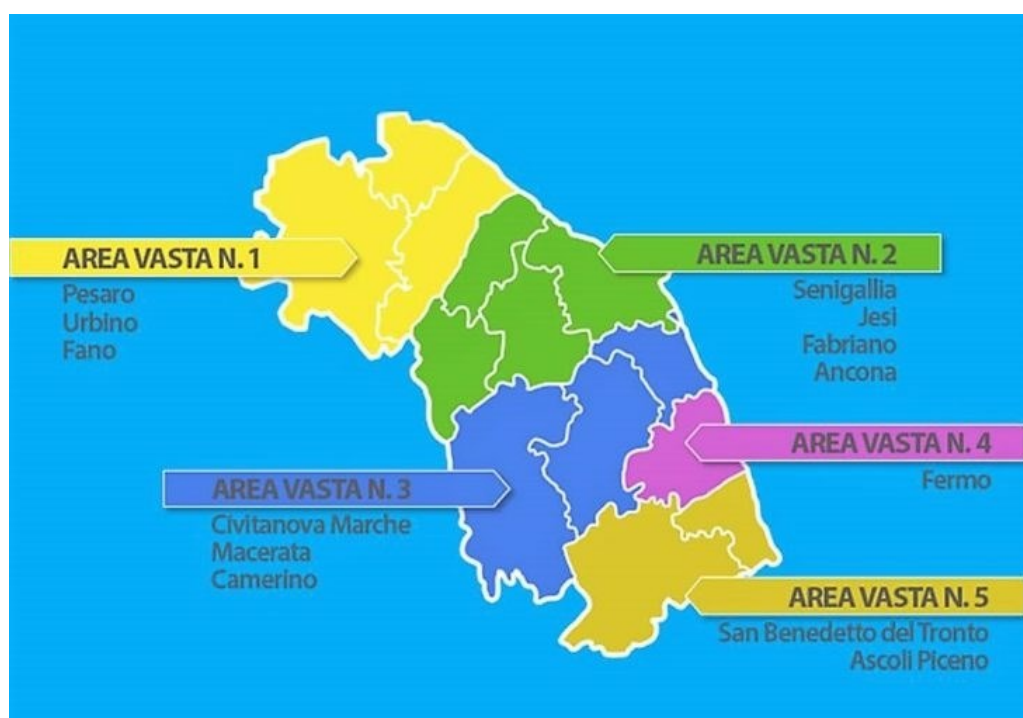 AREA VASTA N. 1
Pesaro
Urbino
Fano
AREA VASTA N. 2
Senigallia
Jesi
Fabriano
Ancona
AREA VASTA N. 3
Civitanova Marche
Macerata
Camerino
AREA VASTA N. 4
Fermo
AREA VASTA N. 5
San Benedetto del Tronto
Ascoli Piceno